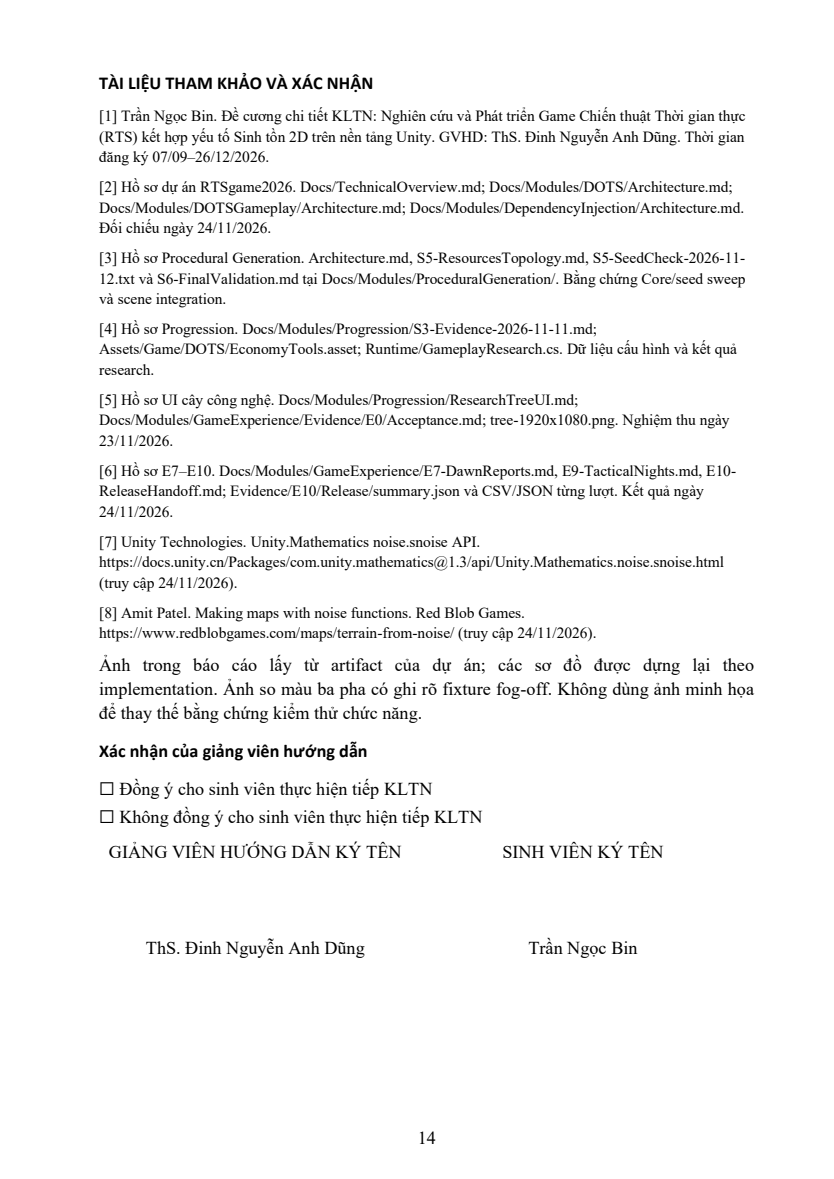 TÀI LIỆU THAM KHẢO VÀ XÁC NHẬN
[1] Trần Ngọc Bin. Đề cương chi tiết KLTN: Nghiên cứu và Phát triển Game Chiến thuật Thời gian thực
(RTS) kết hợp yếu tố Sinh tồn 2D trên nền tảng Unity. GVHD: ThS. Đinh Nguyễn Anh Dũng. Thời gian
đăng ký 07/09–26/12/2026.
[2] Hồ sơ dự án RTSgame2026. Docs/TechnicalOverview.md; Docs/Modules/DOTS/Architecture.md;
Docs/Modules/DOTSGameplay/Architecture.md; Docs/Modules/DependencyInjection/Architecture.md.
Đối chiếu ngày 24/11/2026.
[3] Hồ sơ Procedural Generation. Architecture.md, S5-ResourcesTopology.md, S5-SeedCheck-2026-11-
12.txt và S6-FinalValidation.md tại Docs/Modules/ProceduralGeneration/. Bằng chứng Core/seed sweep
và scene integration.
[4] Hồ sơ Progression. Docs/Modules/Progression/S3-Evidence-2026-11-11.md;
Assets/Game/DOTS/EconomyTools.asset; Runtime/GameplayResearch.cs. Dữ liệu cấu hình và kết quả
research.
[5] Hồ sơ UI cây công nghệ. Docs/Modules/Progression/ResearchTreeUI.md;
Docs/Modules/GameExperience/Evidence/E0/Acceptance.md; tree-1920x1080.png. Nghiệm thu ngày
23/11/2026.
[6] Hồ sơ E7–E10. Docs/Modules/GameExperience/E7-DawnReports.md, E9-TacticalNights.md, E10-
ReleaseHandoff.md; Evidence/E10/Release/summary.json và CSV/JSON từng lượt. Kết quả ngày
24/11/2026.
[7] Unity Technologies. Unity.Mathematics noise.snoise API.
https://docs.unity.cn/Packages/com.unity.mathematics@1.3/api/Unity.Mathematics.noise.snoise.html
(truy cập 24/11/2026).
[8] Amit Patel. Making maps with noise functions. Red Blob Games.
https://www.redblobgames.com/maps/terrain-from-noise/ (truy cập 24/11/2026).
Ảnh trong báo cáo lấy từ artifact của dự án; các sơ đồ được dựng lại theo
implementation. Ảnh so màu ba pha có ghi rõ fixture fog-off. Không dùng ảnh minh họa
để thay thế bằng chứng kiểm thử chức năng.
Xác nhận của giảng viên hướng dẫn
☐ Đồng ý cho sinh viên thực hiện tiếp KLTN
☐ Không đồng ý cho sinh viên thực hiện tiếp KLTN
GIẢNG VIÊN HƯỚNG DẪN KÝ TÊN SINH VIÊN KÝ TÊN
ThS. Đinh Nguyễn Anh Dũng Trần Ngọc Bin
14